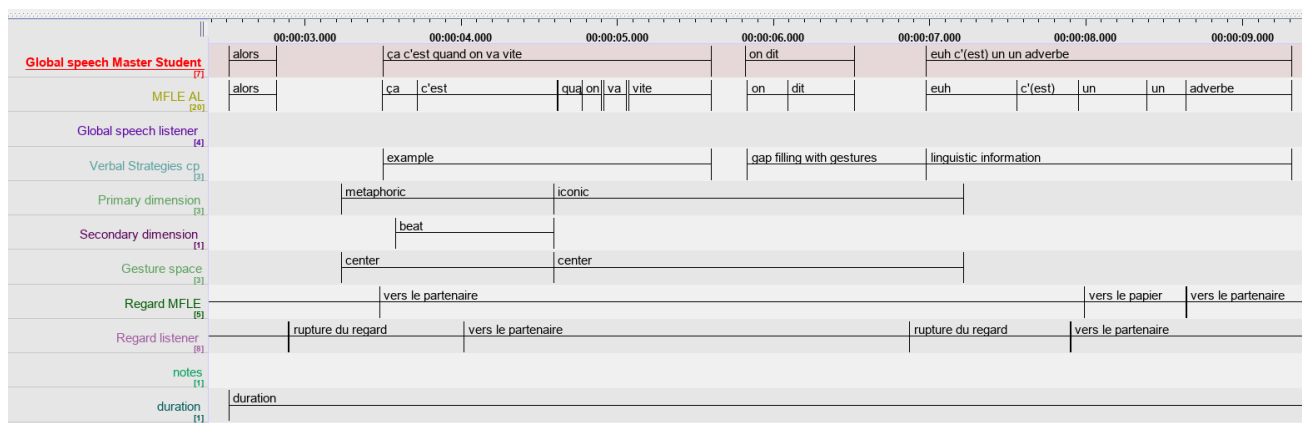 00:00:03.000 00:00:04.000 00:00:05.000 00:00:06.000 00:00:07.000 00:00:08.000 00:00:09.000
Global speech Master Student [7] alors ça c'est quand on va vite on dit euh c'(est) un un adverbe
MFLE AL [20] alors ça c'est qua on va vite on dit euh c'(est) un un adverbe
Global speech listener [4]
Verbal Strategies cp [3] example gap filling with gestures linguistic information
Primary dimension [3] metaphoric iconic
Secondary dimension [1] beat
Gesture space [3] center center
Regard MFLE [5] vers le partenaire vers le papier vers le partenaire
Regard listener [8] rupture du regard vers le partenaire rupture du regard vers le partenaire
notes [1]
duration [1] duration